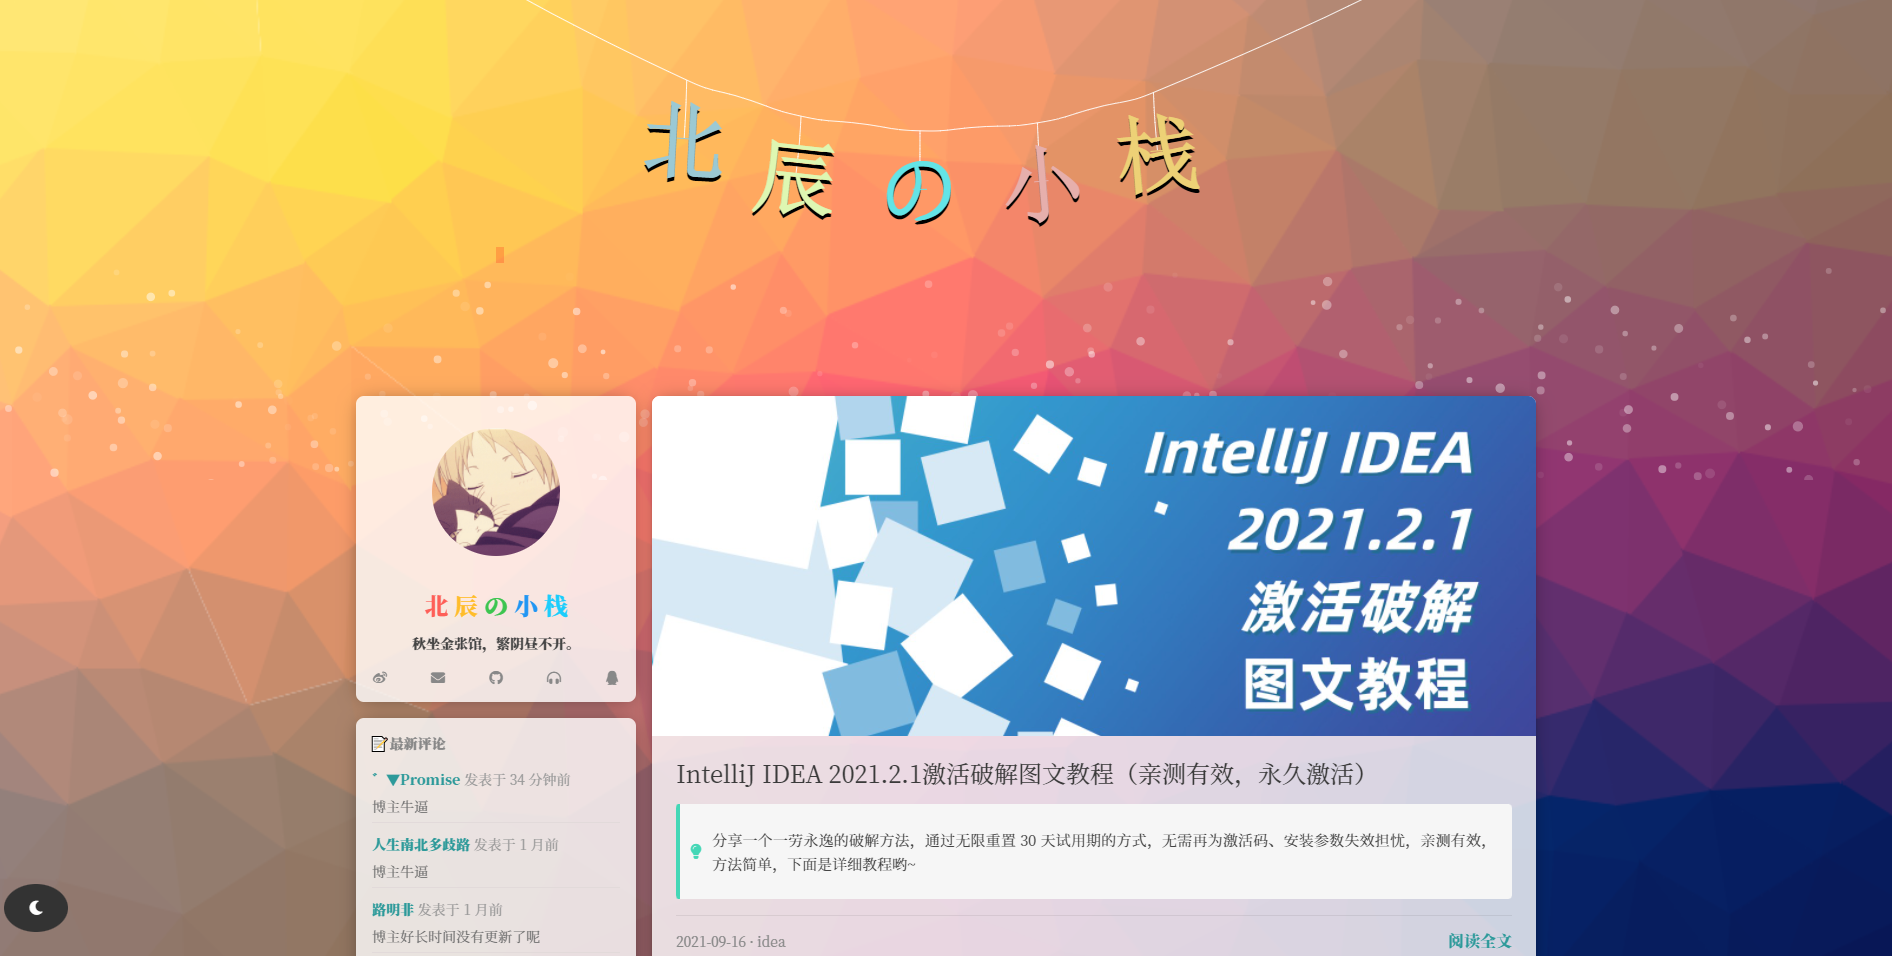 北辰の小栈
北辰の小栈
秋坐金张馆，繁阴昼不开。
最新评论
▼Promise 发表于 34 分钟前
博主牛逼
人生南北多歧路 发表于 1 月前
博主牛逼
路明非 发表于 1 月前
博主好长时间没有更新了呢
IntelliJ IDEA
2021.2.1
激活破解
图文教程
IntelliJ IDEA 2021.2.1激活破解图文教程（亲测有效，永久激活）
分享一个一劳永逸的破解方法，通过无限重置 30 天试用期的方式，无需再为激活码、安装参数失效担忧，亲测有效，
方法简单，下面是详细教程哟~
2021-09-16 · idea
阅读全文